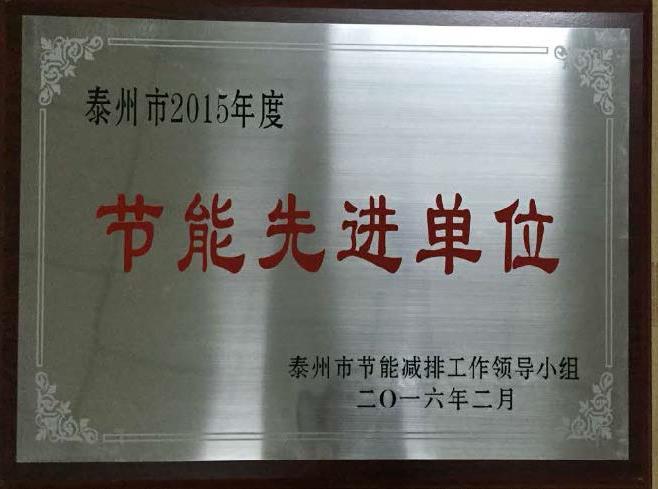 泰州市2015年度
节能先进单位
泰州市节能减排工作领导小组
二〇一六年二月